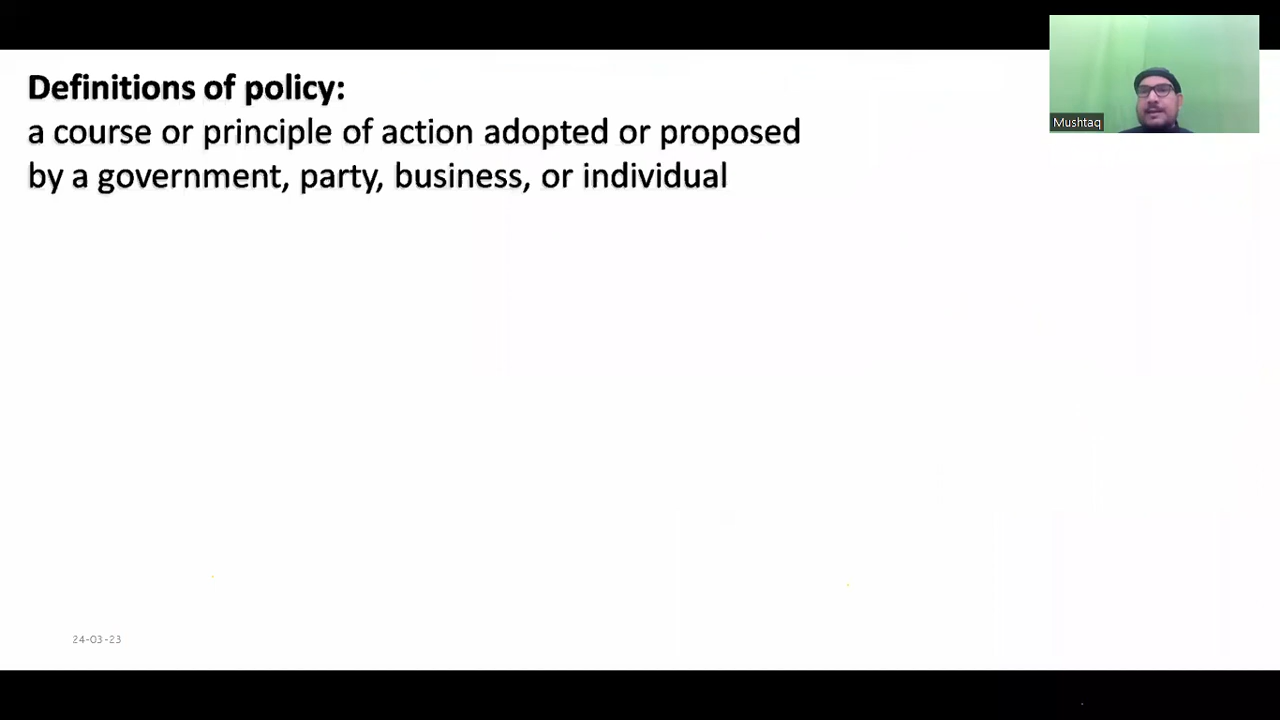 Definitions of policy:
a course or principle of action adopted or proposed
by a government, party, business, or individual
Mushtaq
24-03-23